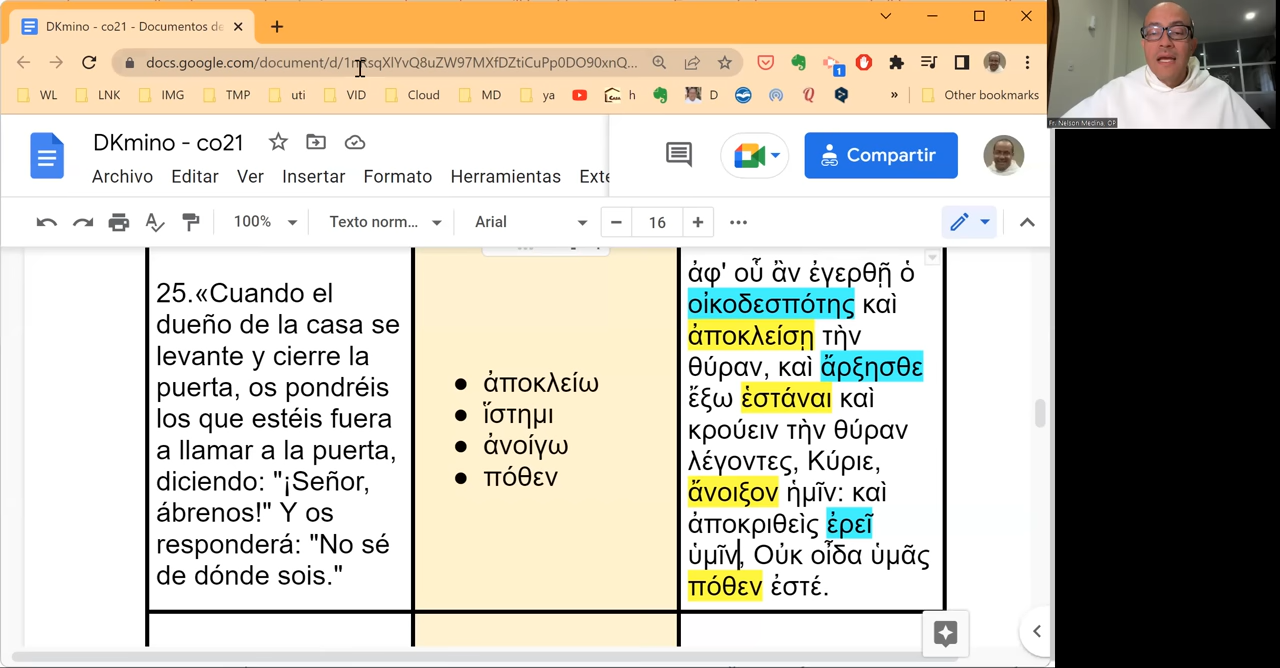 DKmino - co21 - Documentos de
docs.google.com/document/d/1nRsqXlYvQ8uZW97MXfDZtiCuPp0DO90xnQ...
WL LNK IMG TMP uti VID Cloud MD ya h D » Other bookmarks
1
DKmino - co21
Archivo Editar Ver Insertar Formato Herramientas Exte
Compartir
100% Texto norm... Arial 16
25.«Cuando el
dueño de la casa se
levante y cierre la
puerta, os pondréis
los que estéis fuera
a llamar a la puerta,
diciendo: "¡Señor,
ábrenos!" Y os
responderá: "No sé
de dónde sois."
ἀποκλείω
ἵστημι
ἀνοίγω
πόθεν
ἀφ' οὗ ἂν ἐγερθῇ ὁ
οἰκοδεσπότης καὶ
ἀποκλείσῃ τὴν
θύραν, καὶ ἄρξησθε
ἔξω ἑστάναι καὶ
κρούειν τὴν θύραν
λέγοντες, Κύριε,
ἄνοιξον ἡμῖν: καὶ
ἀποκριθεὶς ἐρεῖ
ὑμῖν, Οὐκ οἶδα ὑμᾶς
πόθεν ἐστέ.
Fr. Nelson Medina, OP